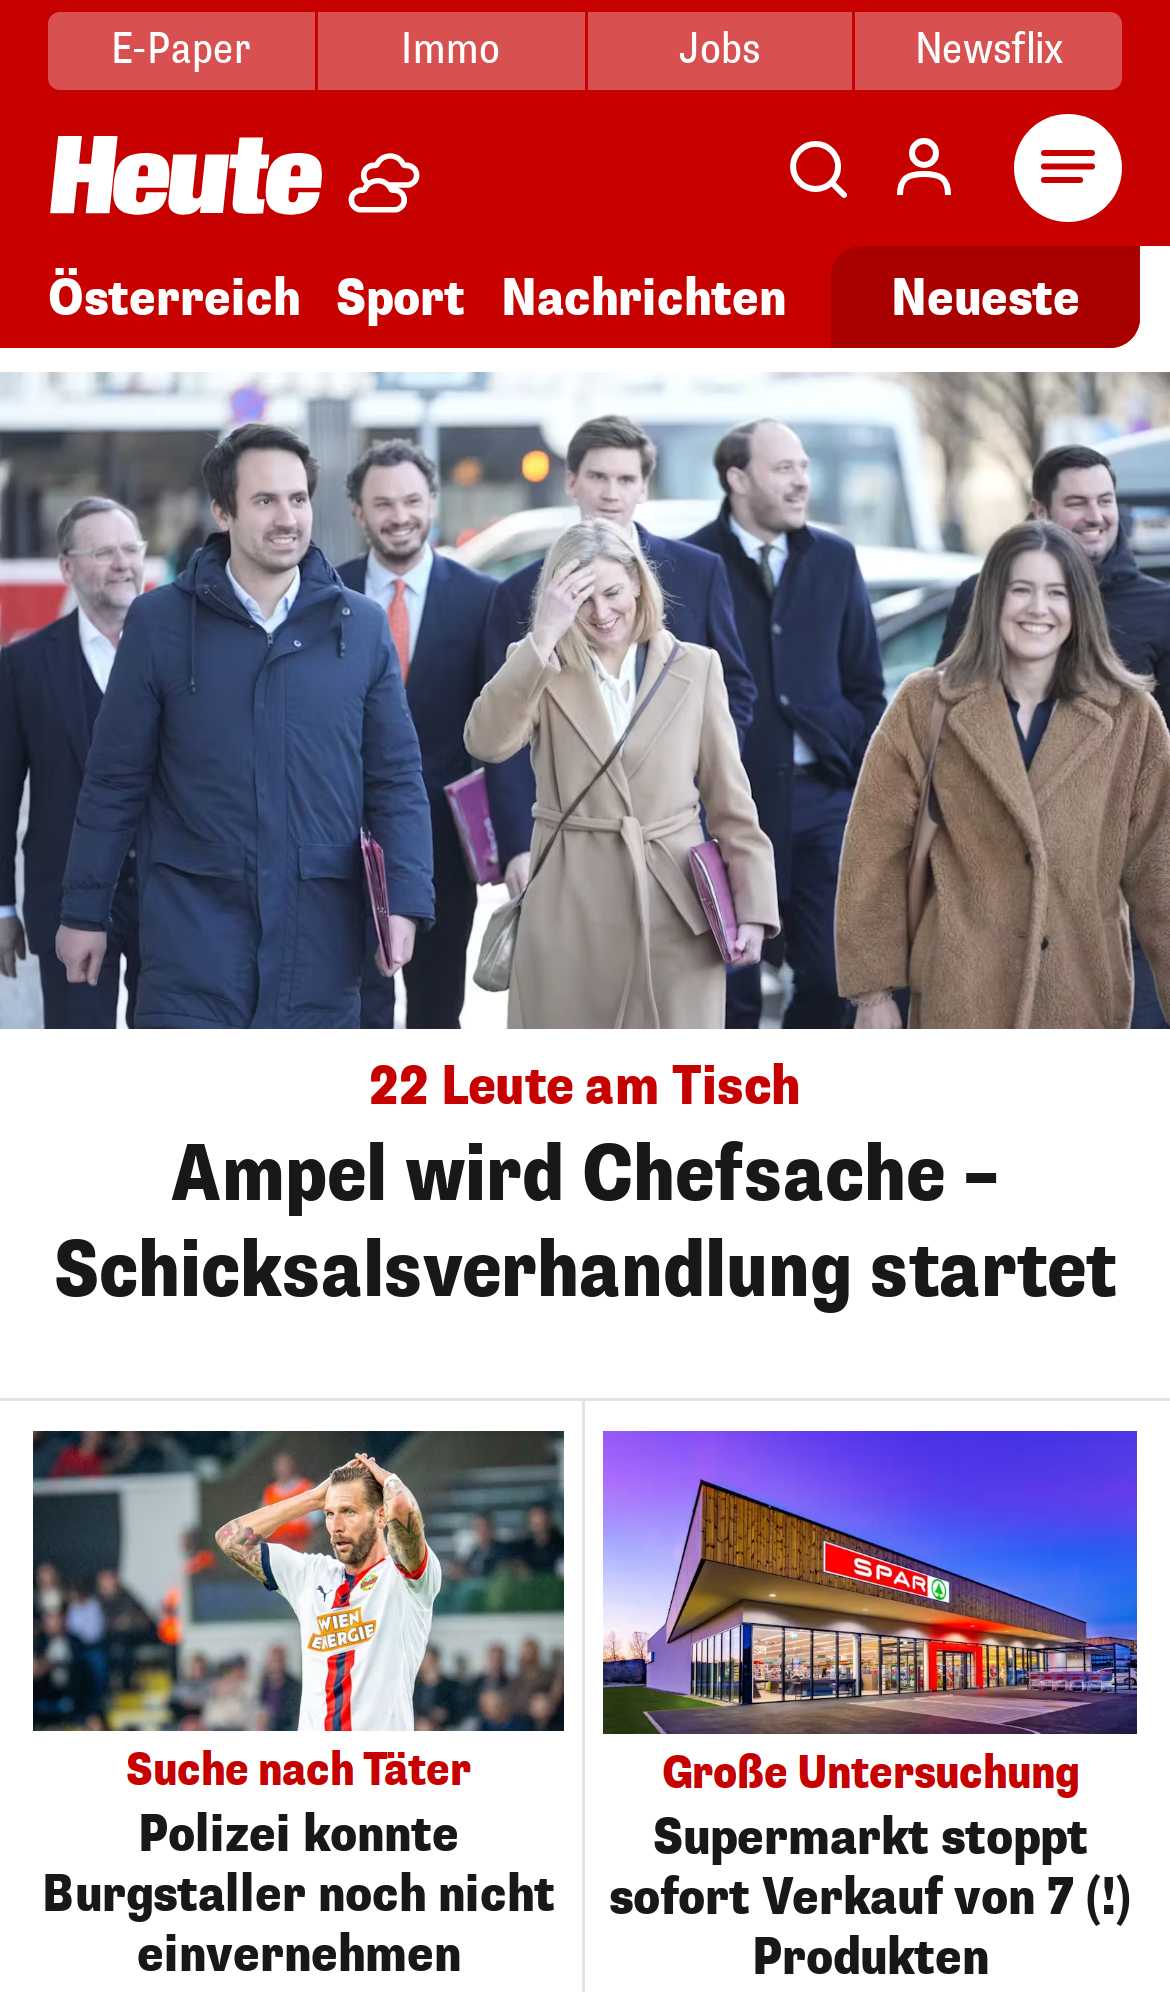 E-Paper
Immo
Jobs
Newsflix
Heute
Österreich
Sport
Nachrichten
Neueste
22 Leute am Tisch
Ampel wird Chefsache –
Schicksalsverhandlung startet
WIEN
ENERGIE
SPAR
Suche nach Täter
Polizei konnte
Burgstaller noch nicht
einvernehmen
Große Untersuchung
Supermarkt stoppt
sofort Verkauf von 7 (!)
Produkten